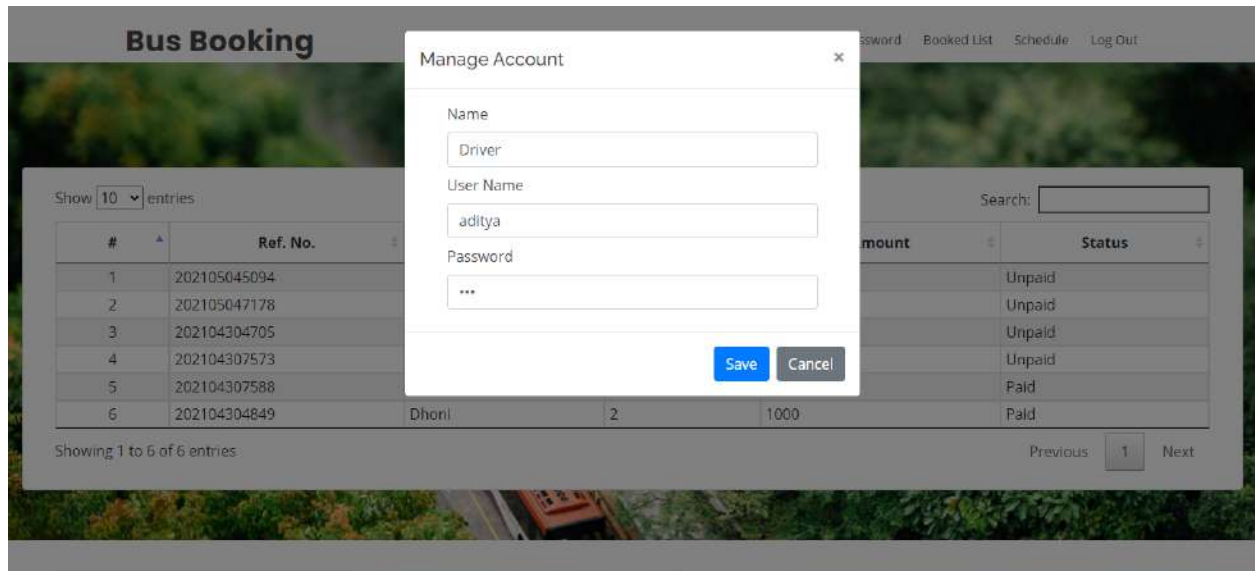 Bus Booking
Manage Account
×
Booked List Schedule Log Out
Name
Driver
Show 10 entries
User Name
Search:
aditya
# Ref. No. Status
Password
1 202105045094 Unpaid
•••
2 202105047178 Unpaid
3 202104304705 Unpaid
4 202104307573 Unpaid
Save Cancel
5 202104307588 Paid
6 202104304849 Dhoni 2 1000 Paid
Showing 1 to 6 of 6 entries
Previous 1 Next